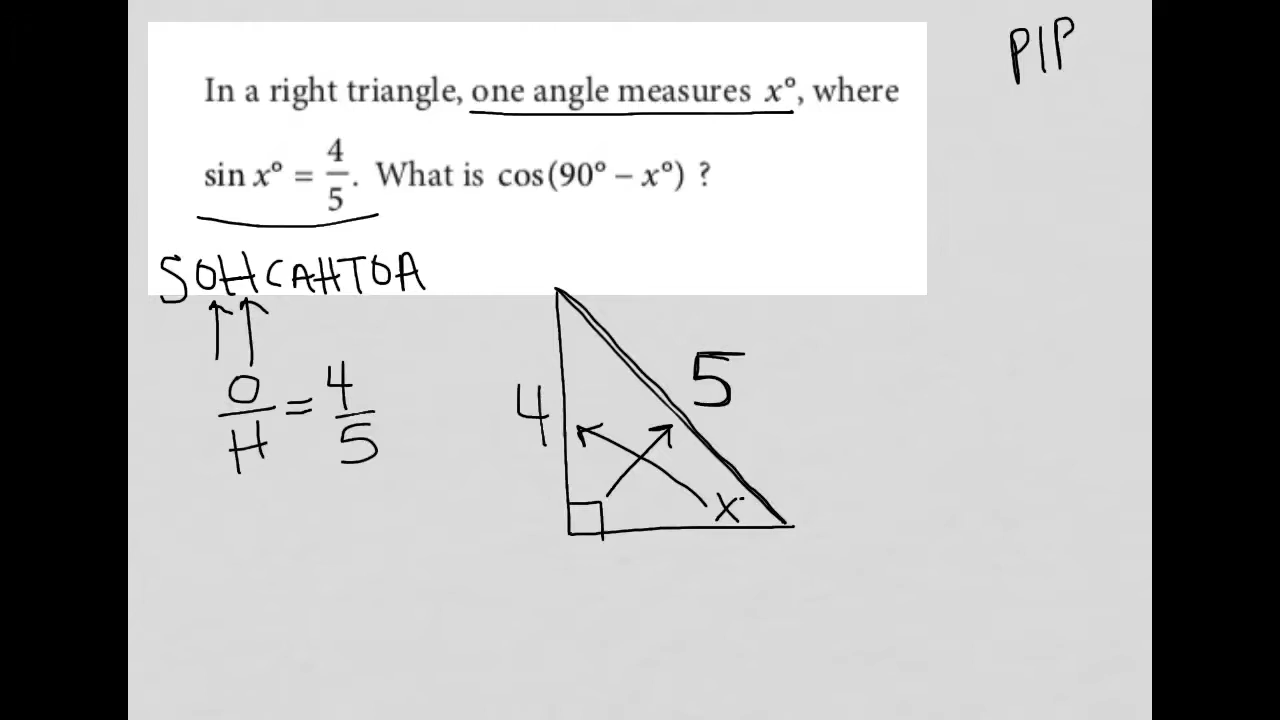 PIP
In a right triangle, one angle measures x°, where
sin x° = 4/5. What is cos(90° − x°) ?
SOHCAHTOA
O/H = 4/5
4
5
x